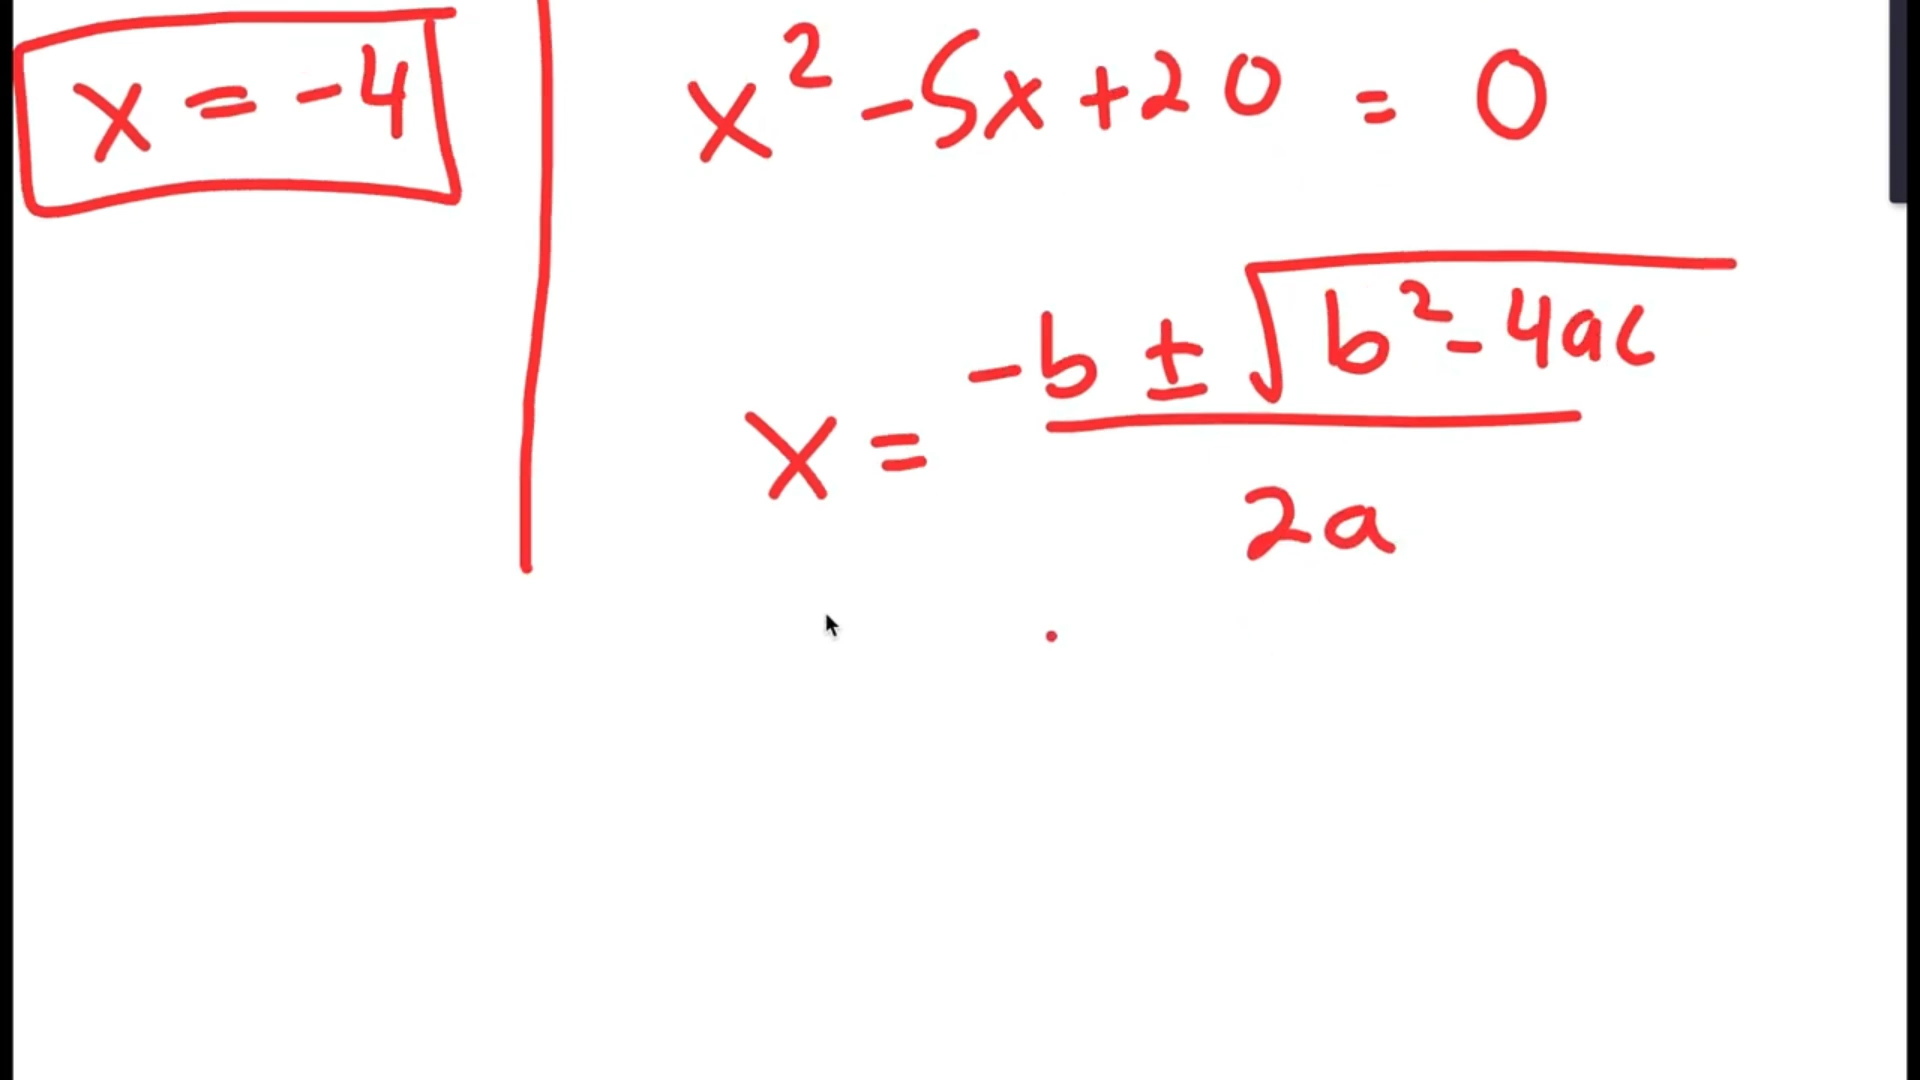 x = -4
x² - 5x + 20 = 0
x = (-b ± √(b² - 4ac)) / 2a